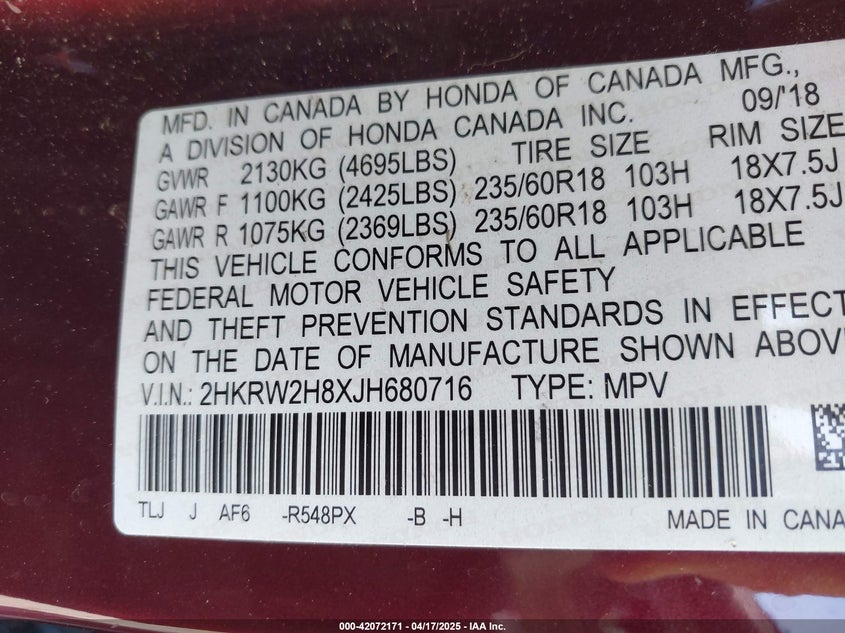 MFD. IN CANADA BY HONDA OF CANADA MFG.,
A DIVISION OF HONDA CANADA INC. 09/'18
GVWR 2130KG (4695LBS) TIRE SIZE RIM SIZE
GAWR F 1100KG (2425LBS) 235/60R18 103H 18X7.5J
GAWR R 1075KG (2369LBS) 235/60R18 103H 18X7.5J
THIS VEHICLE CONFORMS TO ALL APPLICABLE
FEDERAL MOTOR VEHICLE SAFETY
AND THEFT PREVENTION STANDARDS IN EFFECT
ON THE DATE OF MANUFACTURE SHOWN ABOV
V.I.N.: 2HKRW2H8XJH680716 TYPE: MPV
TLJ J AF6 -R548PX -B -H MADE IN CANA
000-42072171 - 04/17/2025 - IAA Inc.